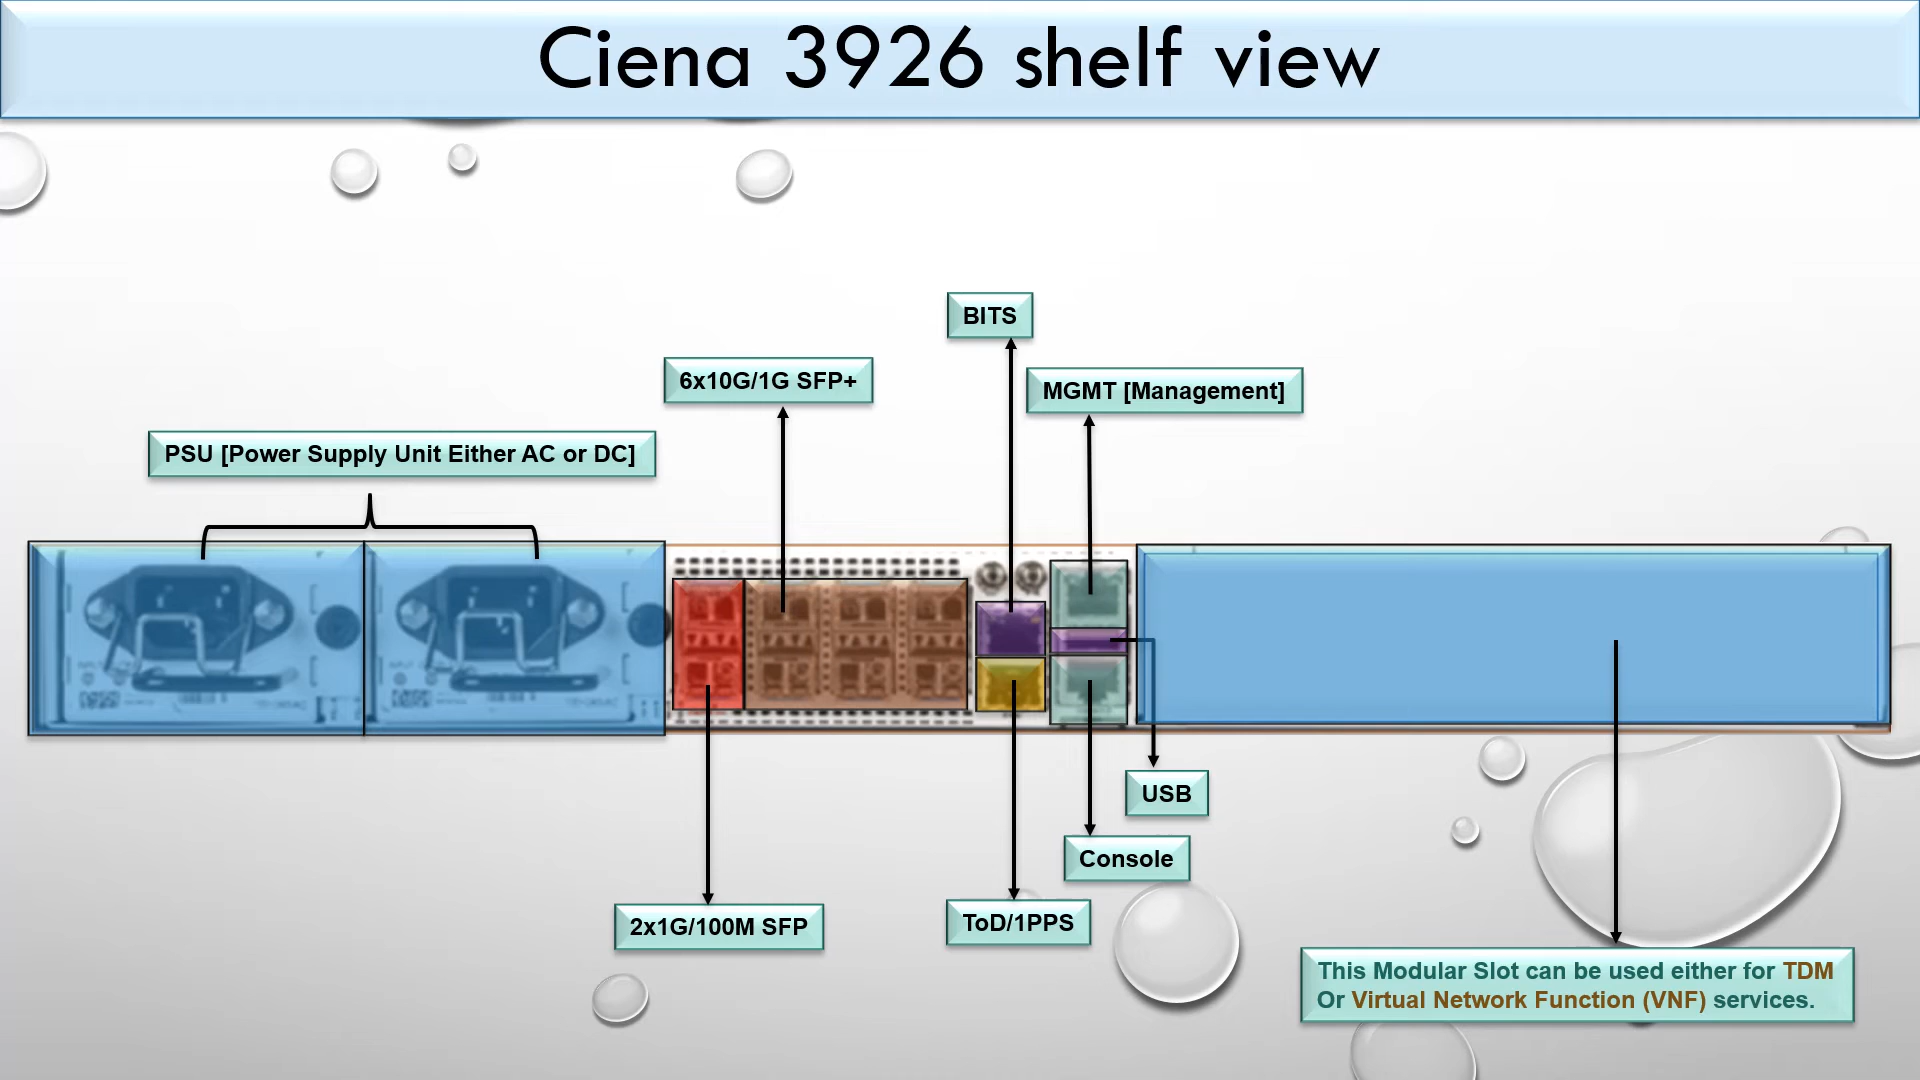 Ciena 3926 shelf view
BITS
6x10G/1G SFP+
MGMT [Management]
PSU [Power Supply Unit Either AC or DC]
USB
Console
2x1G/100M SFP
ToD/1PPS
This Modular Slot can be used either for TDM
Or Virtual Network Function (VNF) services.